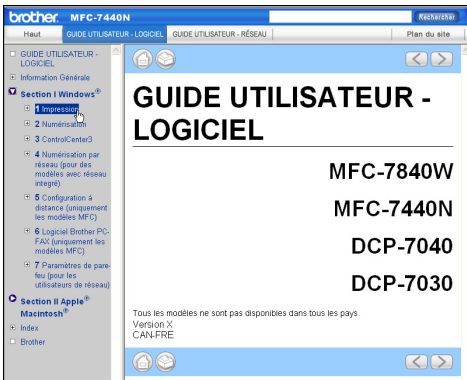 brother. MFC-7440N
Rechercher
Haut
GUIDE UTILISATEUR - LOGICIEL
GUIDE UTILISATEUR - RÉSEAU
Plan du site
GUIDE UTILISATEUR -
LOGICIEL
Information Générale
Section I Windows®
1 Impression
2 Numérisation
3 ControlCenter3
4 Numérisation par
réseau (pour des
modèles avec réseau
integré)
5 Configuration á
distance (uniquement
les modèles MFC)
6 Logiciel Brother PC-
FAX (uniquement les
modèles MFC)
7 Paramètres de pare-
feu (pour les
utilisateurs de réseau)
Section II Apple®
Macintosh®
Index
Brother
GUIDE UTILISATEUR -
LOGICIEL
MFC-7840W
MFC-7440N
DCP-7040
DCP-7030
Tous les modèles ne sont pas disponibles dans tous les pays.
Version X
CAN-FRE